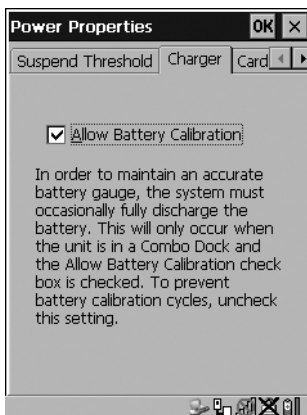 Power Properties OK ×
Suspend Threshold Charger Card
Allow Battery Calibration
In order to maintain an accurate
battery gauge, the system must
occasionally fully discharge the
battery. This will only occur when
the unit is in a Combo Dock and
the Allow Battery Calibration check
box is checked. To prevent
battery calibration cycles, uncheck
this setting.